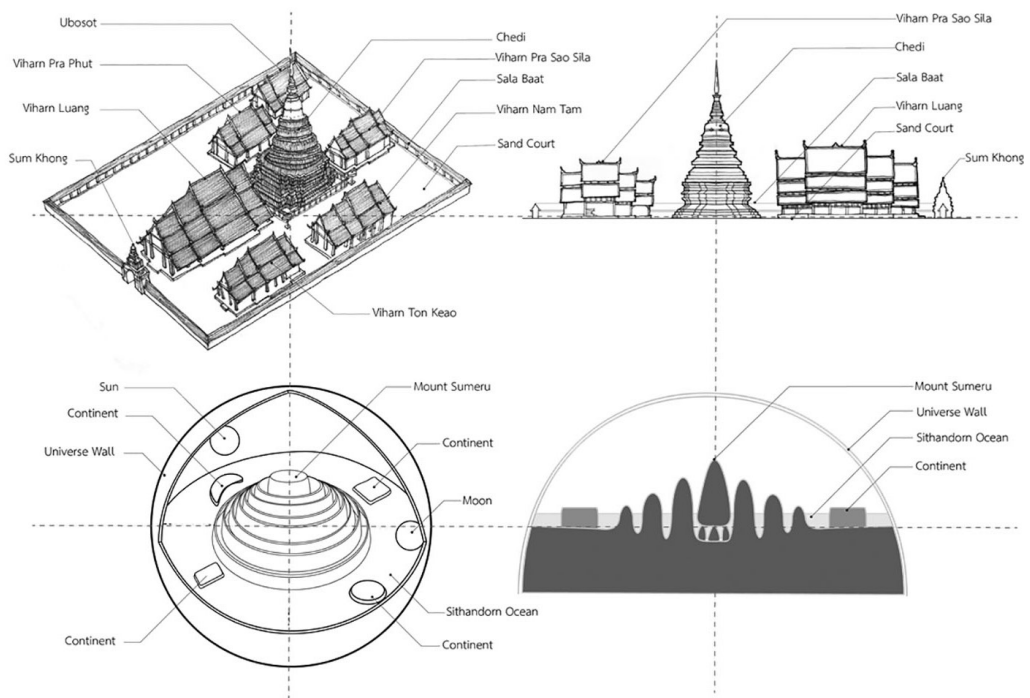 Ubosot
Viharn Pra Phut
Viharn Luang
Sum Khong
Chedi
Viharn Pra Sao Sila
Sala Baat
Viharn Nam Tam
Sand Court
Viharn Ton Keao
Viharn Pra Sao Sila
Chedi
Sala Baat
Viharn Luang
Sand Court
Sum Khong
Sun
Continent
Universe Wall
Continent
Mount Sumeru
Continent
Moon
Sithandorn Ocean
Continent
Mount Sumeru
Universe Wall
Sithandorn Ocean
Continent